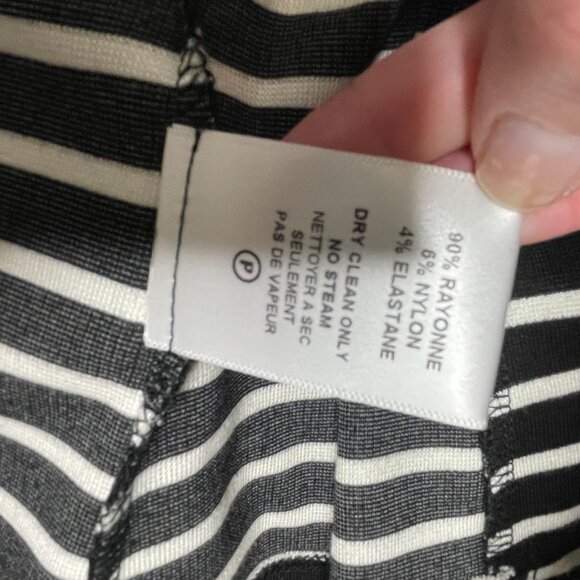 90% RAYONNE
6% NYLON
4% ELASTANE
DRY CLEAN ONLY
NO STEAM
NETTOYER A SEC
SEULEMENT
PAS DE VAPEUR
P